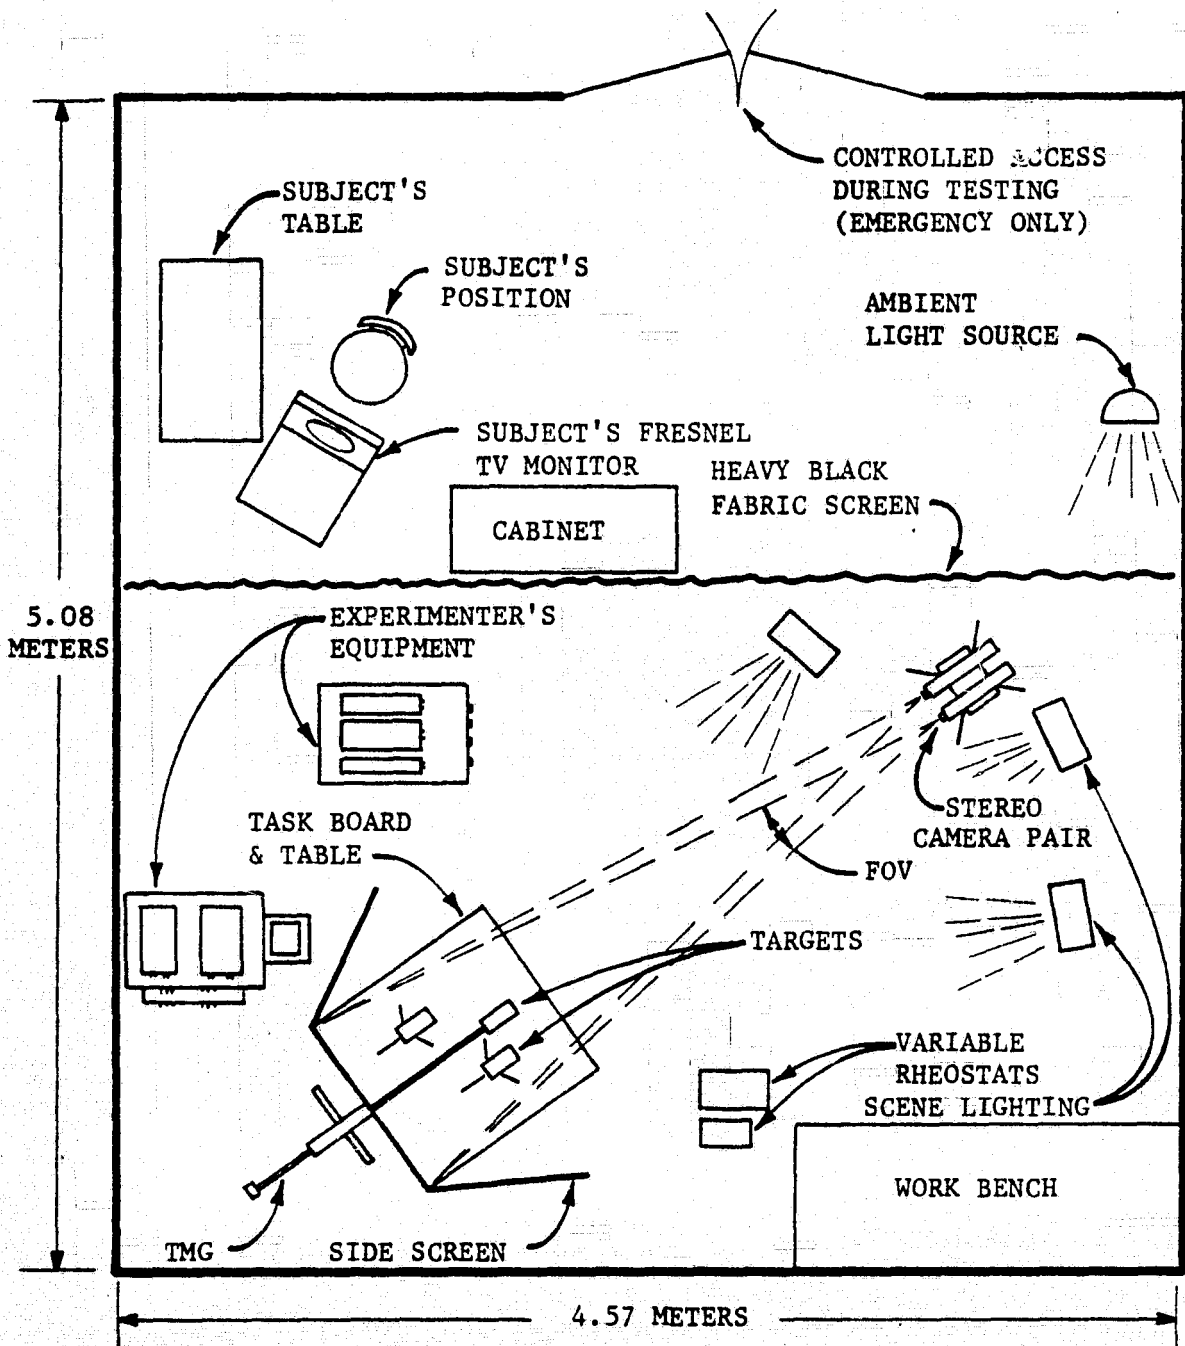 CONTROLLED ACCESS
DURING TESTING
(EMERGENCY ONLY)
SUBJECT'S
TABLE
SUBJECT'S
POSITION
AMBIENT
LIGHT SOURCE
SUBJECT'S FRESNEL
TV MONITOR
HEAVY BLACK
FABRIC SCREEN
CABINET
5.08
METERS
EXPERIMENTER'S
EQUIPMENT
STEREO
CAMERA PAIR
TASK BOARD
& TABLE
FOV
TARGETS
VARIABLE
RHEOSTATS
SCENE LIGHTING
WORK BENCH
TMG
SIDE SCREEN
4.57 METERS